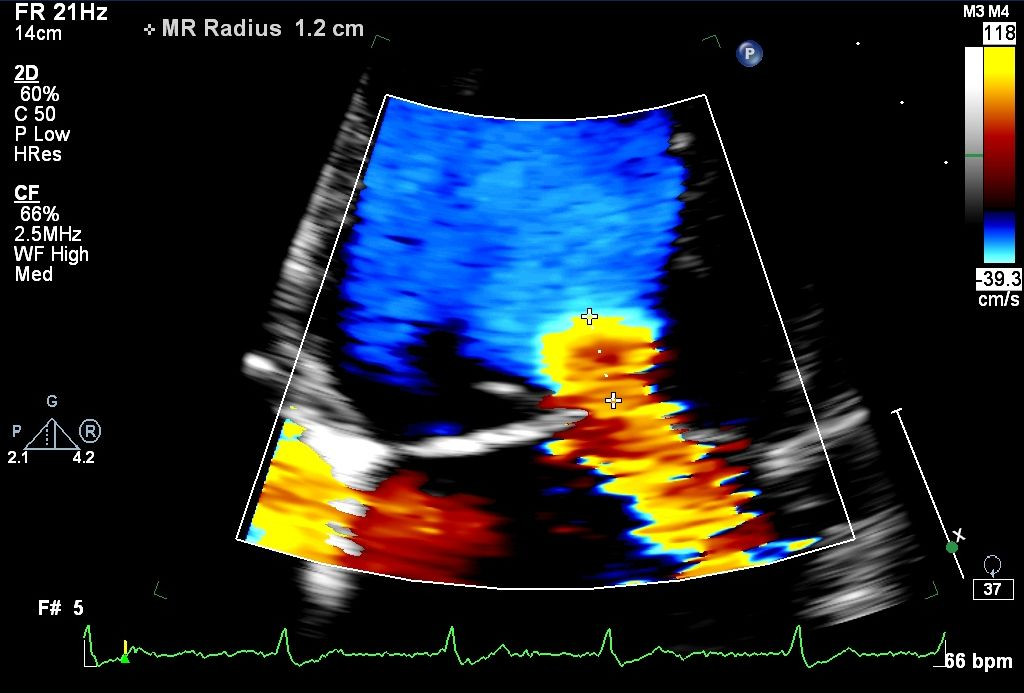 FR 21Hz
14cm
MR Radius 1.2 cm
2D
60%
C 50
P Low
HRes
CF
66%
2.5MHz
WF High
Med
P
M3 M4
118
-39.3
cm/s
G
P R
2.1 4.2
x
37
F# 5
66 bpm